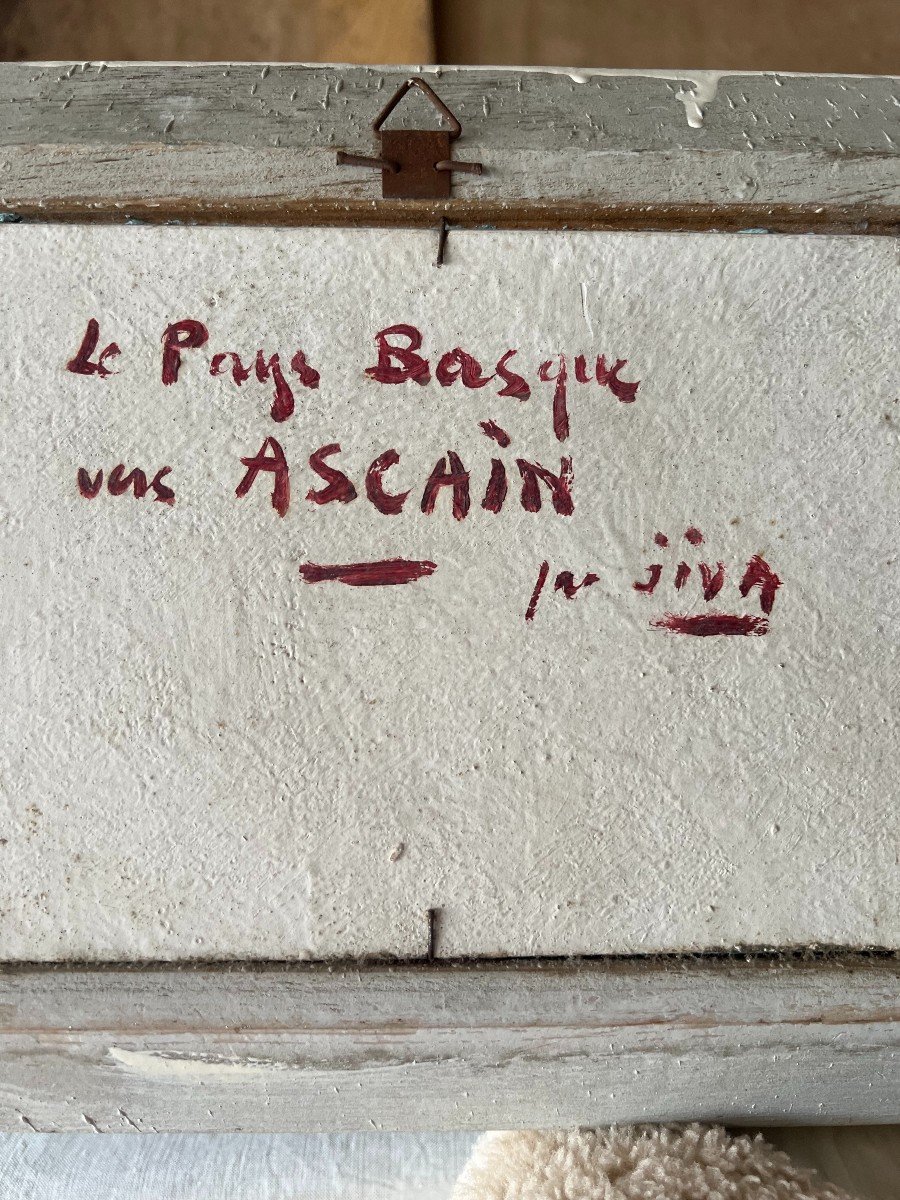 Le Pays Basque
vers ASCAiN
par jivA